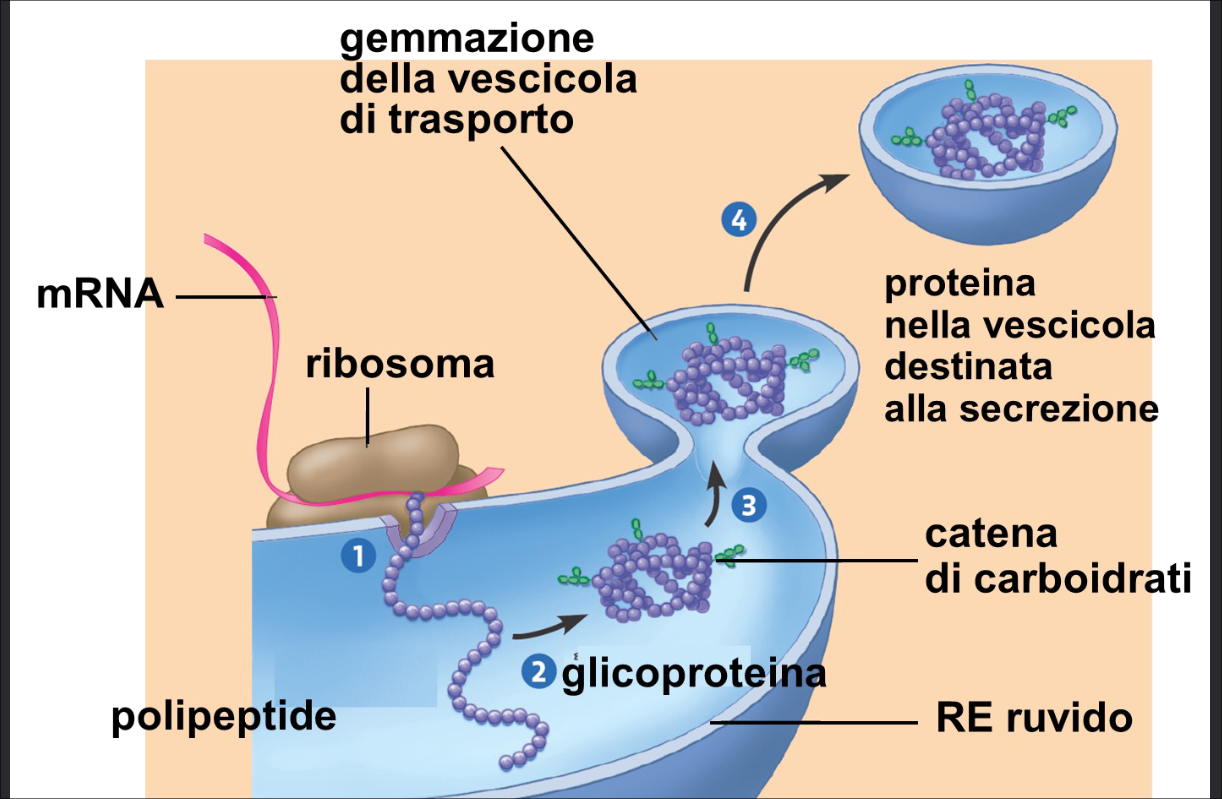 gemmazione
della vescicola
di trasporto
4
mRNA
proteina
nella vescicola
destinata
alla secrezione
ribosoma
3
1
catena
di carboidrati
2 glicoproteina
polipeptide
RE ruvido